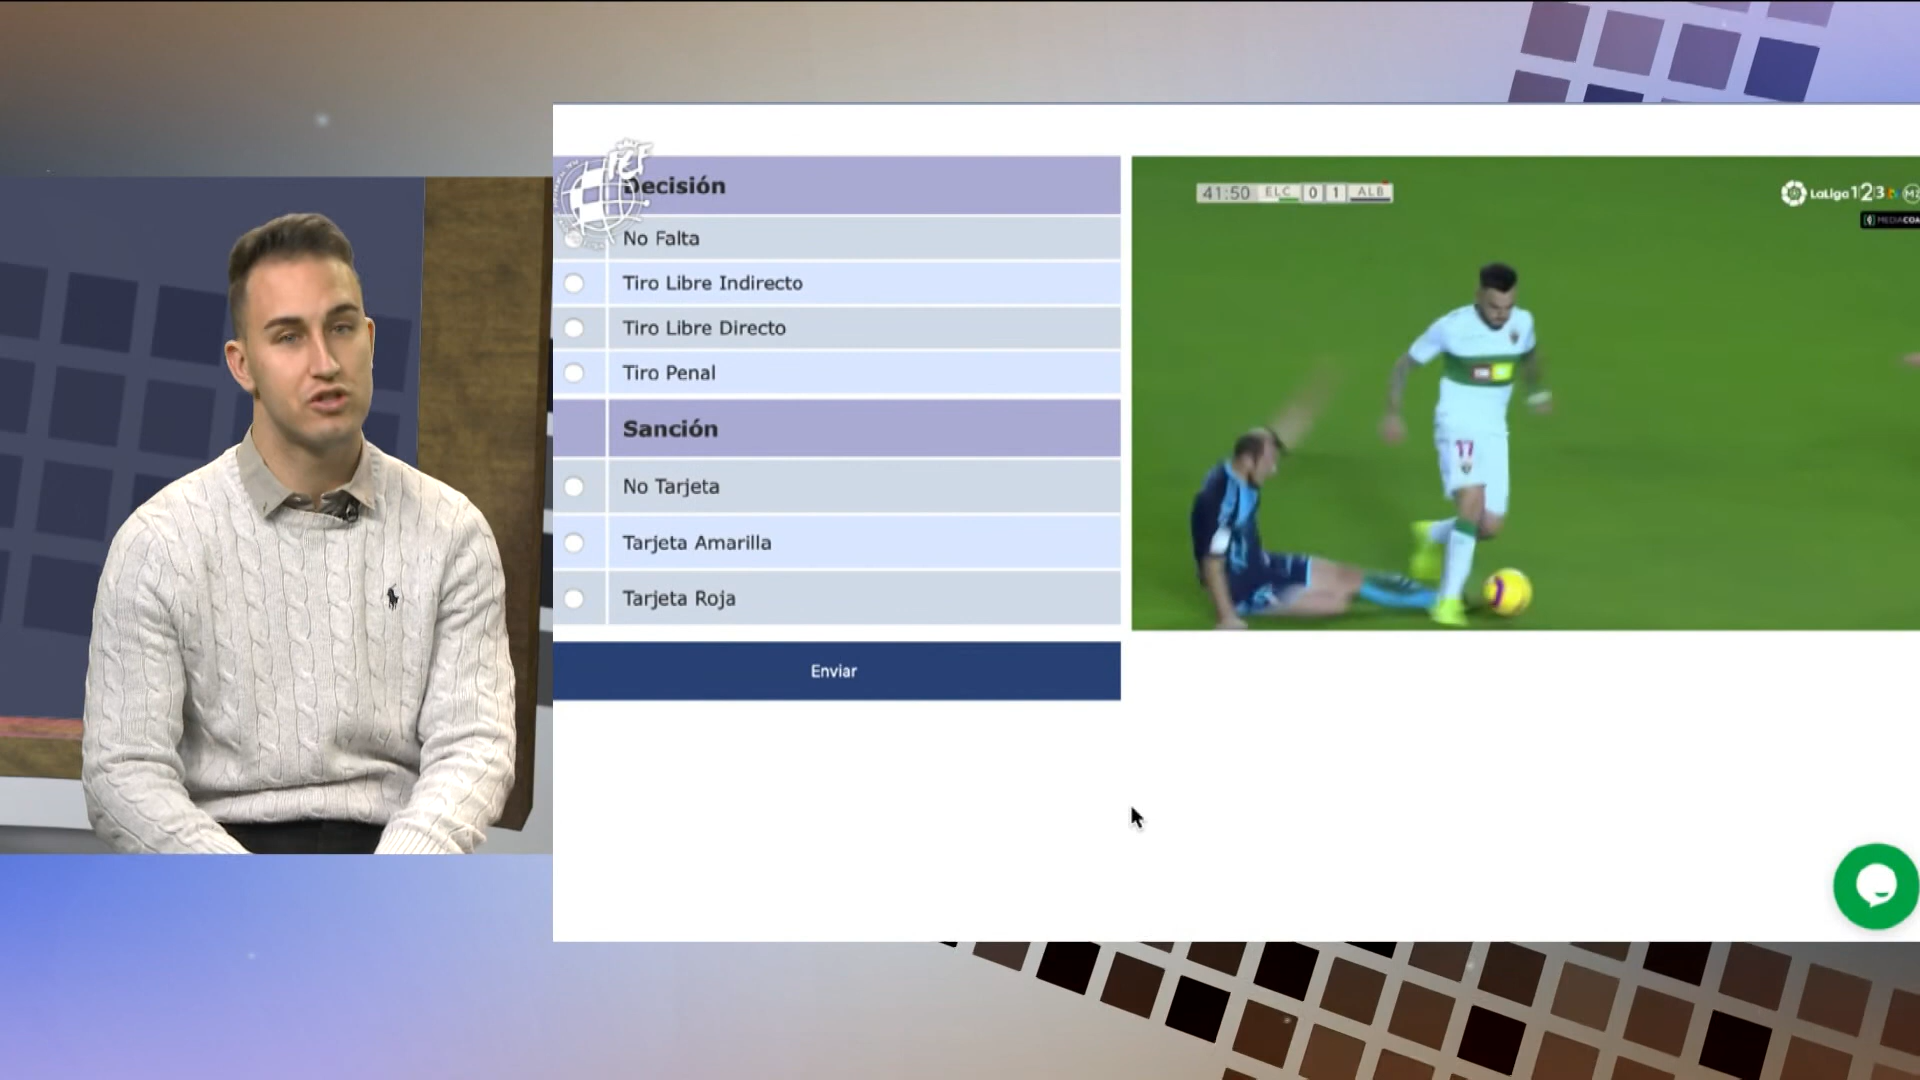 Decisión
No Falta
Tiro Libre Indirecto
Tiro Libre Directo
Tiro Penal
Sanción
No Tarjeta
Tarjeta Amarilla
Tarjeta Roja
Enviar
41:50 ELC 0 1 ALB
LaLiga 1|2|3
17